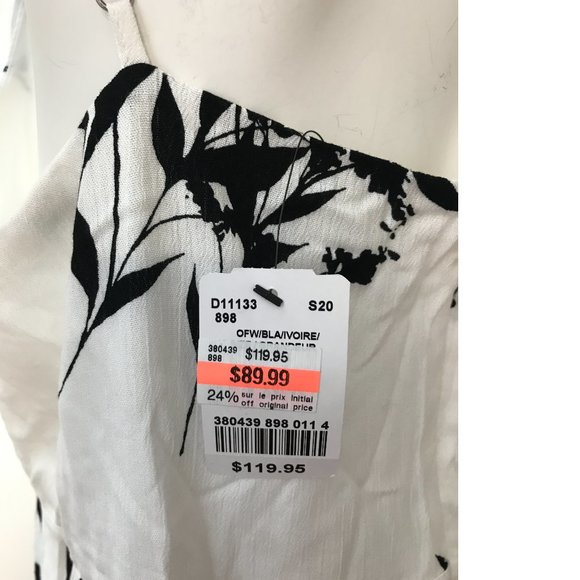 D11133 S20
898
OFW/BLA/IVOIRE/
380439 $119.95
898
$89.99
24% sur le prix initial
off original price
380439 898 011 4
$119.95